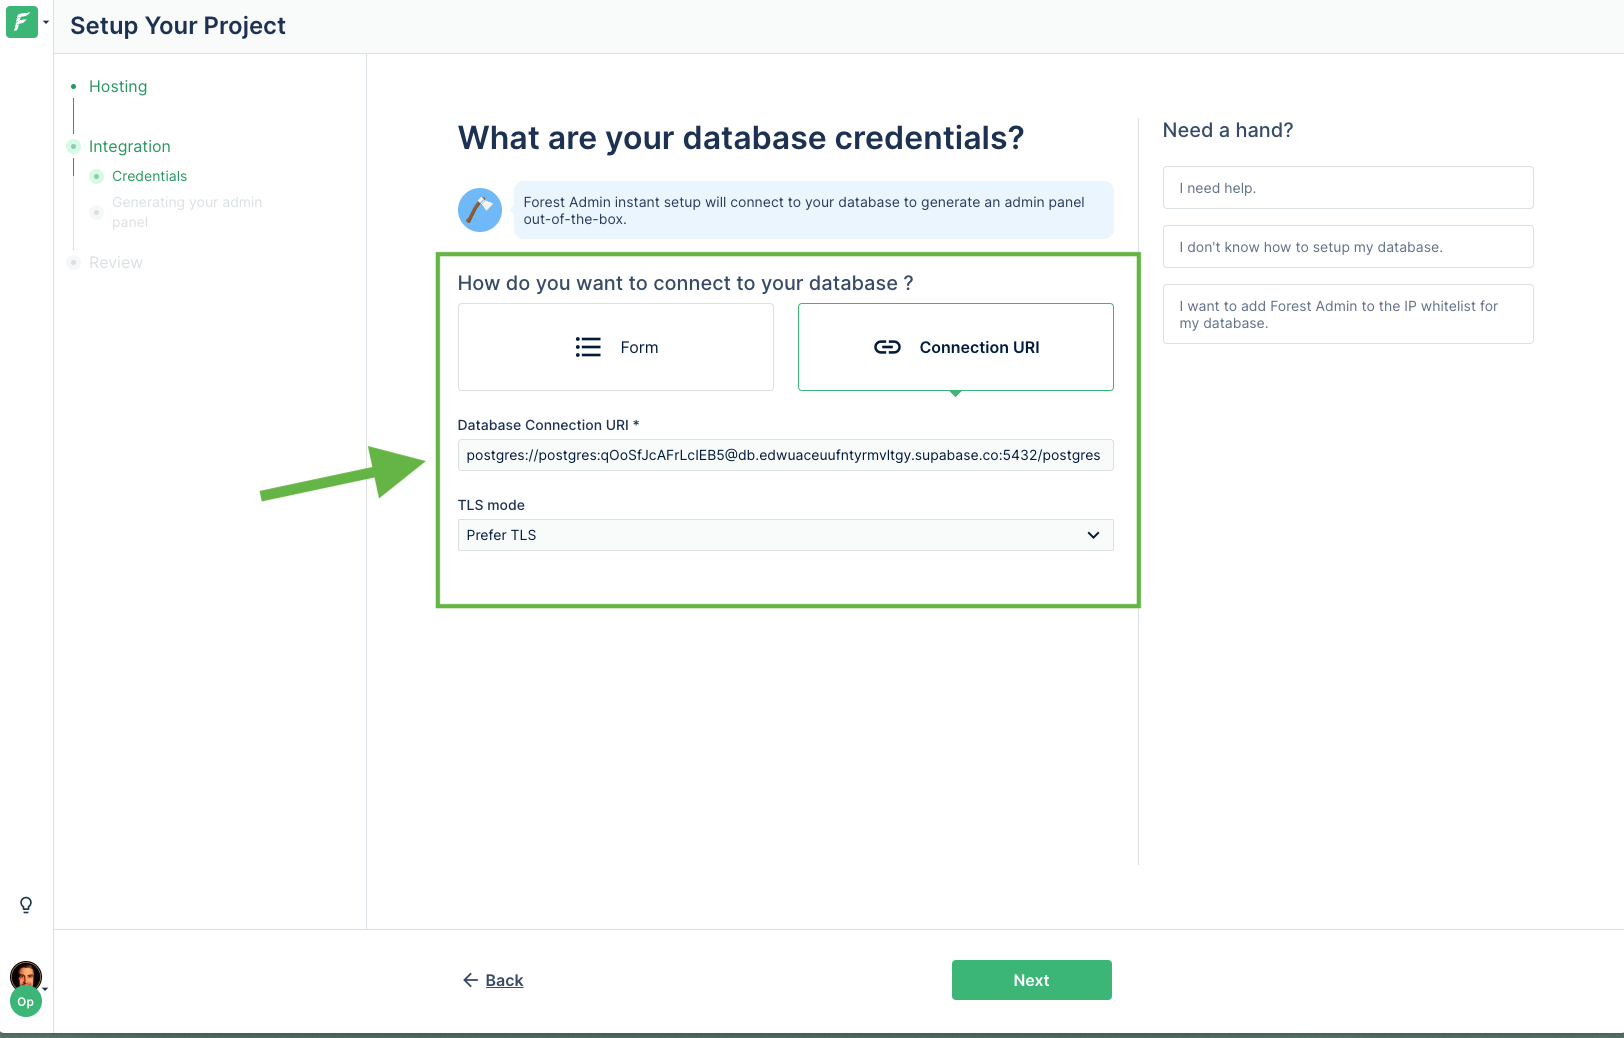 Setup Your Project
Hosting
Integration
Credentials
Generating your admin
panel
Review
What are your database credentials?
Forest Admin instant setup will connect to your database to generate an admin panel
out-of-the-box.
How do you want to connect to your database ?
Form
Connection URI
Database Connection URI *
postgres://postgres:qOoSfJcAFrLcIEB5@db.edwuaceuufntyrmvltgy.supabase.co:5432/postgres
TLS mode
Prefer TLS
Need a hand?
I need help.
I don't know how to setup my database.
I want to add Forest Admin to the IP whitelist for
my database.
Op
Back
Next